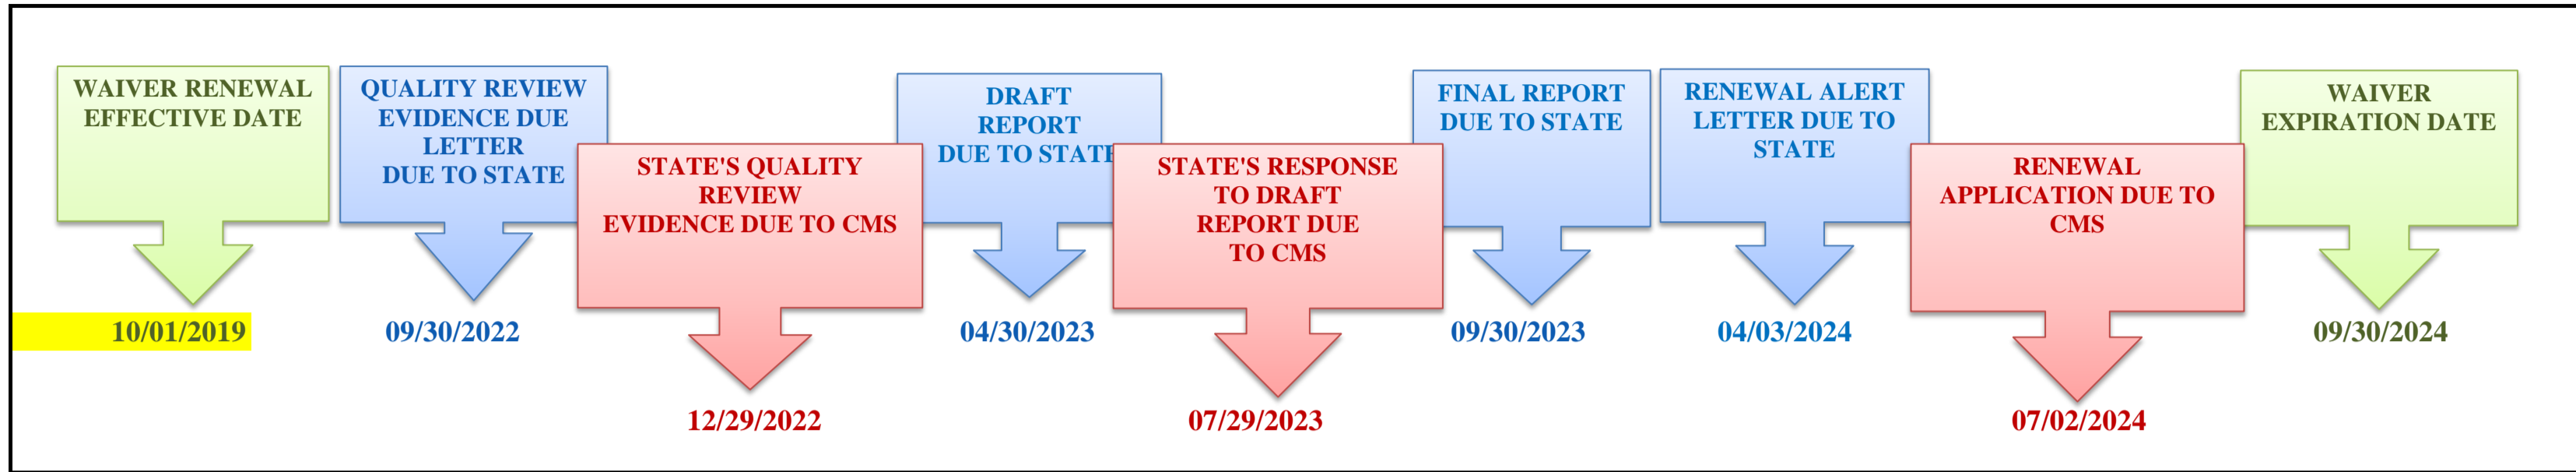 WAIVER RENEWAL
EFFECTIVE DATE
10/01/2019
QUALITY REVIEW
EVIDENCE DUE
LETTER
DUE TO STATE
09/30/2022
STATE'S QUALITY
REVIEW
EVIDENCE DUE TO CMS
12/29/2022
DRAFT
REPORT
DUE TO STATE
04/30/2023
STATE'S RESPONSE
TO DRAFT
REPORT DUE
TO CMS
07/29/2023
FINAL REPORT
DUE TO STATE
09/30/2023
RENEWAL ALERT
LETTER DUE TO
STATE
04/03/2024
RENEWAL
APPLICATION DUE TO
CMS
07/02/2024
WAIVER
EXPIRATION DATE
09/30/2024